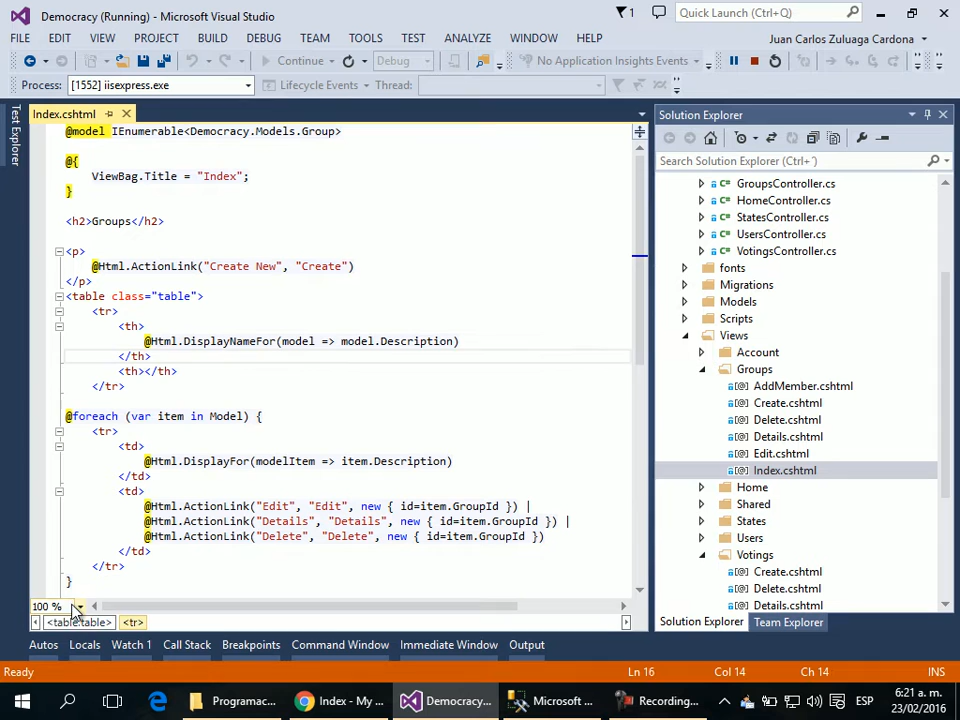 Democracy (Running) - Microsoft Visual Studio
1
Quick Launch (Ctrl+Q)
FILE EDIT VIEW PROJECT BUILD DEBUG TEAM TOOLS TEST ANALYZE WINDOW HELP
Juan Carlos Zuluaga Cardona
Continue
Debug
No Application Insights Events
Process: [1552] iisexpress.exe
Lifecycle Events
Thread:
Test Explorer
Index.cshtml
@model IEnumerable<Democracy.Models.Group>
@{
ViewBag.Title = "Index";
}
<h2>Groups</h2>
<p>
@Html.ActionLink("Create New", "Create")
</p>
<table class="table">
<tr>
<th>
@Html.DisplayNameFor(model => model.Description)
</th>
<th></th>
</tr>
@foreach (var item in Model) {
<tr>
<td>
@Html.DisplayFor(modelItem => item.Description)
</td>
<td>
@Html.ActionLink("Edit", "Edit", new { id=item.GroupId }) |
@Html.ActionLink("Details", "Details", new { id=item.GroupId }) |
@Html.ActionLink("Delete", "Delete", new { id=item.GroupId })
</td>
</tr>
}
100 %
<table.table> <tr>
Solution Explorer
Search Solution Explorer (Ctrl+´)
GroupsController.cs
HomeController.cs
StatesController.cs
UsersController.cs
VotingsController.cs
fonts
Migrations
Models
Scripts
Views
Account
Groups
AddMember.cshtml
Create.cshtml
Delete.cshtml
Details.cshtml
Edit.cshtml
Index.cshtml
Home
Shared
States
Users
Votings
Create.cshtml
Delete.cshtml
Details.cshtml
Solution Explorer Team Explorer
Autos Locals Watch 1 Call Stack Breakpoints Command Window Immediate Window Output
Ready
Ln 16 Col 14 Ch 14 INS
Programac...
Index - My ...
Democracy...
Microsoft ...
Recording...
ESP
6:21 a. m.
23/02/2016